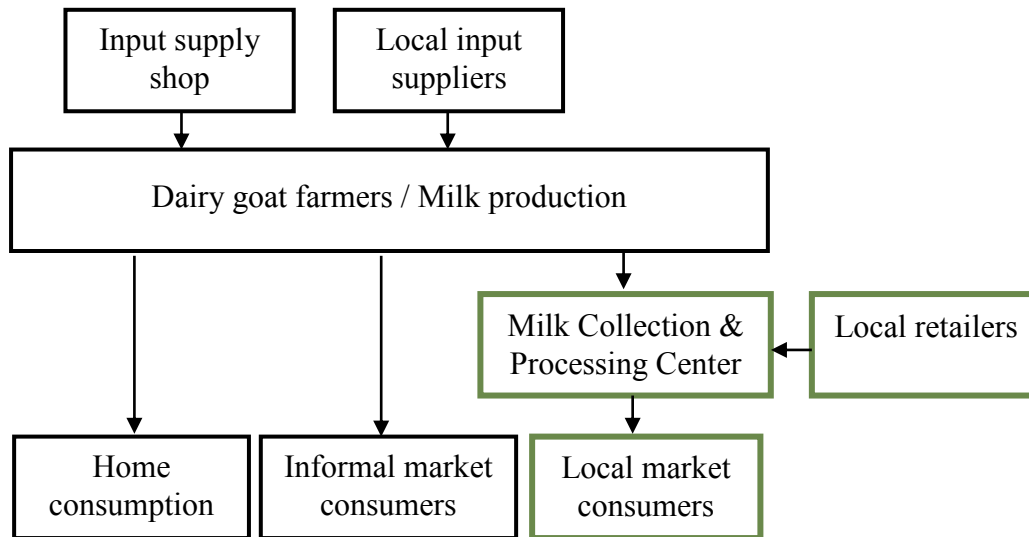 Input supply
shop
Local input
suppliers
Dairy goat farmers / Milk production
Milk Collection &
Processing Center
Local retailers
Home
consumption
Informal market
consumers
Local market
consumers